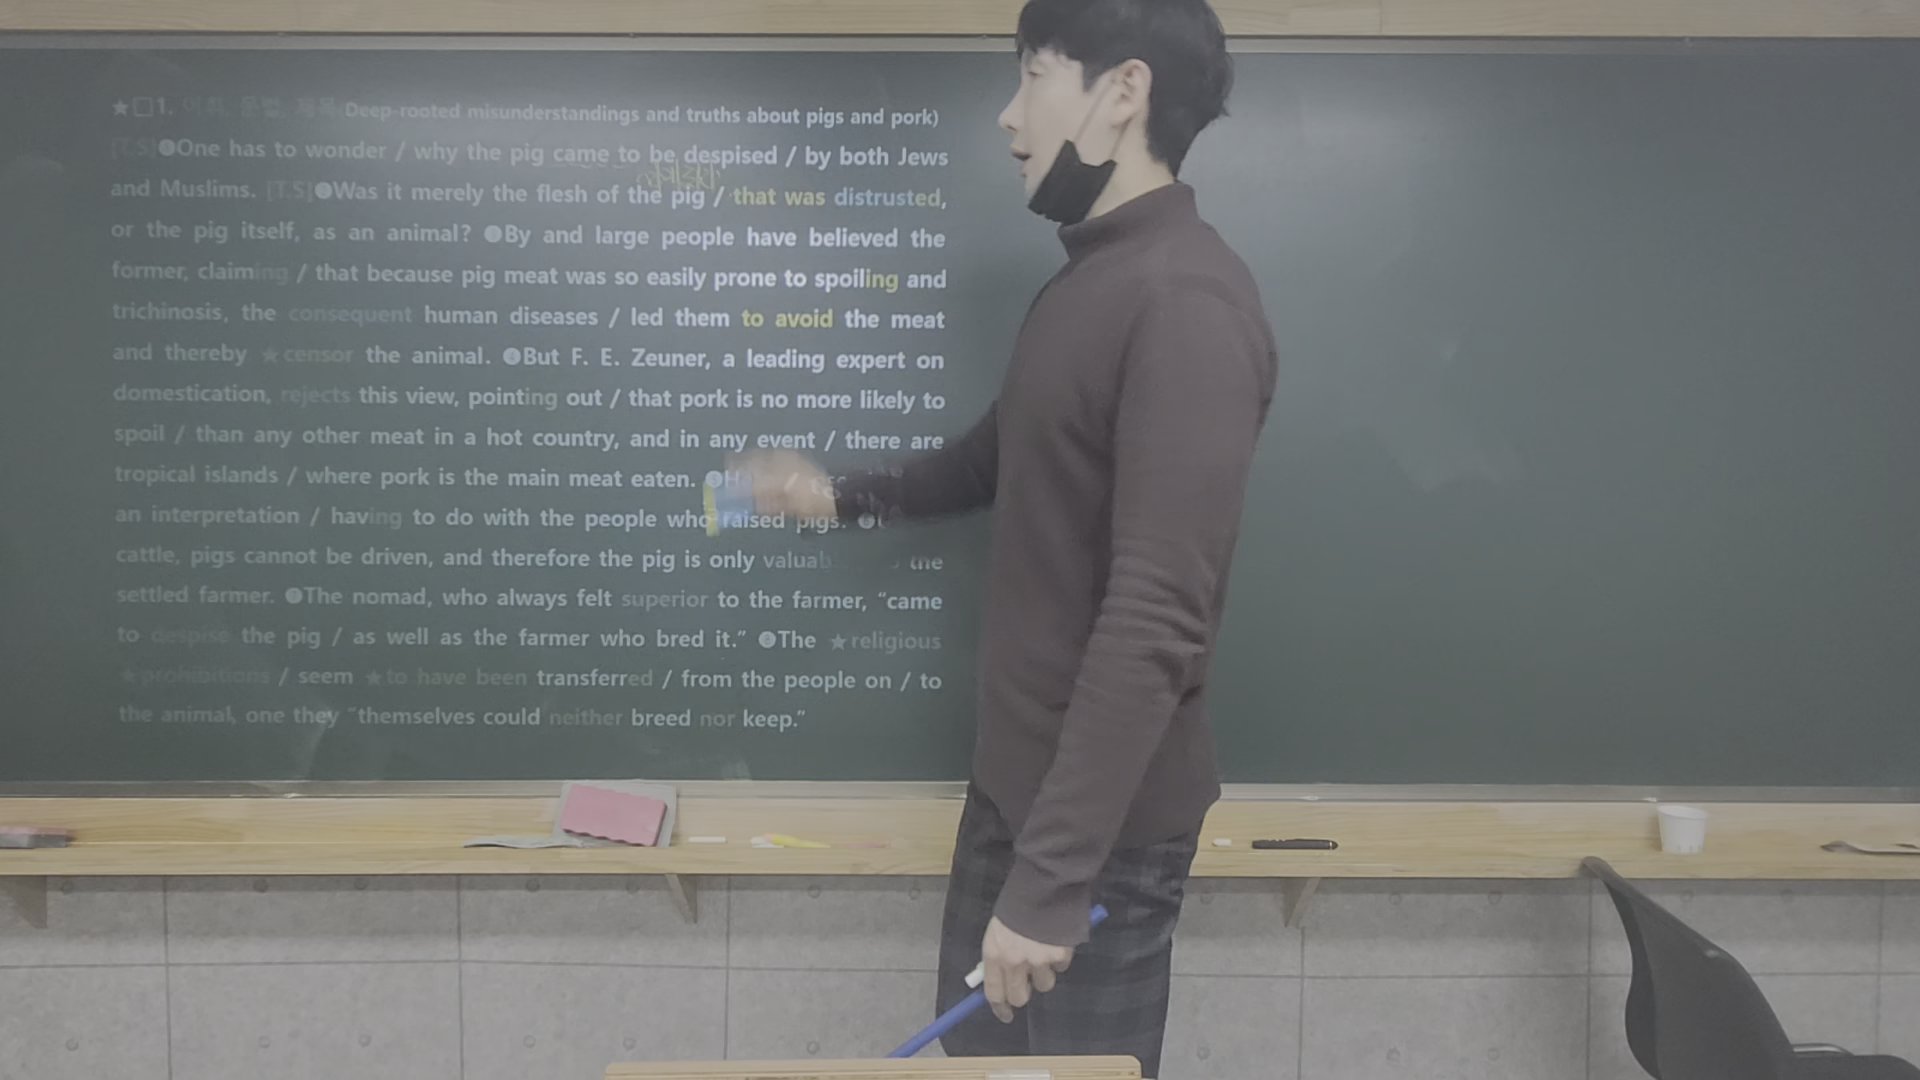 ★□1. 어휘, 문법, 제목(Deep-rooted misunderstandings and truths about pigs and pork)
[T.S]❶One has to wonder / why the pig came to be despised / by both Jews
and Muslims. [T.S]❷Was it merely the flesh of the pig / that was distrusted,
or the pig itself, as an animal? ❸By and large people have believed the
former, claiming / that because pig meat was so easily prone to spoiling and
trichinosis, the consequent human diseases / led them to avoid the meat
and thereby ★censor the animal. ❹But F. E. Zeuner, a leading expert on
domestication, rejects this view, pointing out / that pork is no more likely to
spoil / than any other meat in a hot country, and in any event / there are
tropical islands / where pork is the main meat eaten. ❺H /
an interpretation / having to do with the people who raised pigs. ❻
cattle, pigs cannot be driven, and therefore the pig is only the
settled farmer. ❼The nomad, who always felt superior to the farmer, “came
to despise the pig / as well as the farmer who bred it.” ❽The ★religious
★prohibitions / seem ★to have been transferred / from the people on / to
the animal, one they “themselves could neither breed nor keep.”